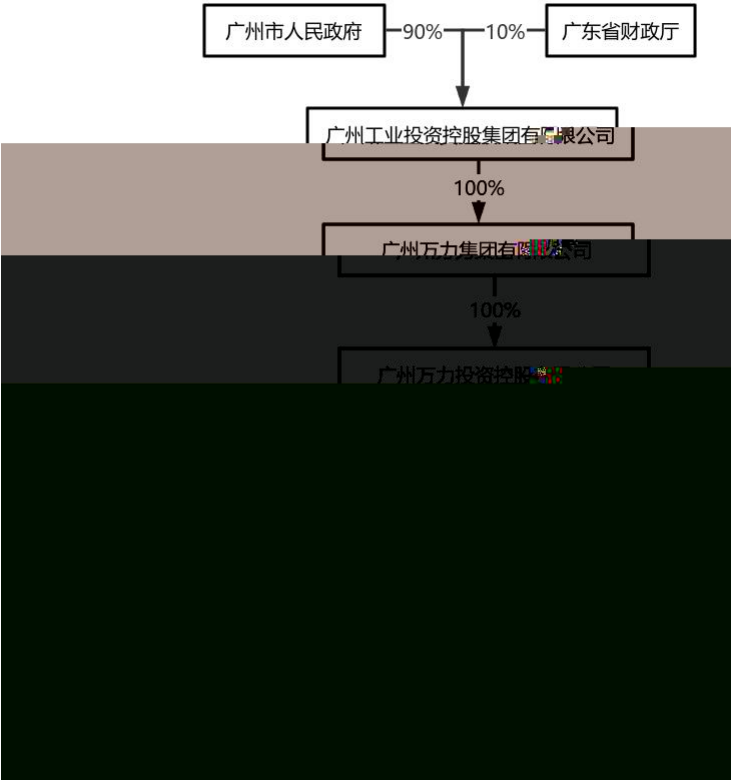 广州市人民政府
90%
10%
广东省财政厅
广州工业投资控股集团有限公司
100%
广州万力集团有限公司
100%
广州万力投资控股